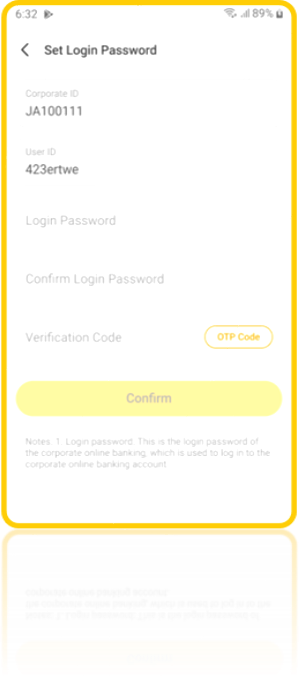 6:32 89%
Set Login Password
Corporate ID
JA100111
User ID
423ertwe
Login Password
Confirm Login Password
Verification Code OTP Code
Confirm
Notes: 1. Login password: This is the login password of
the corporate online banking, which is used to log in to the
corporate online banking account